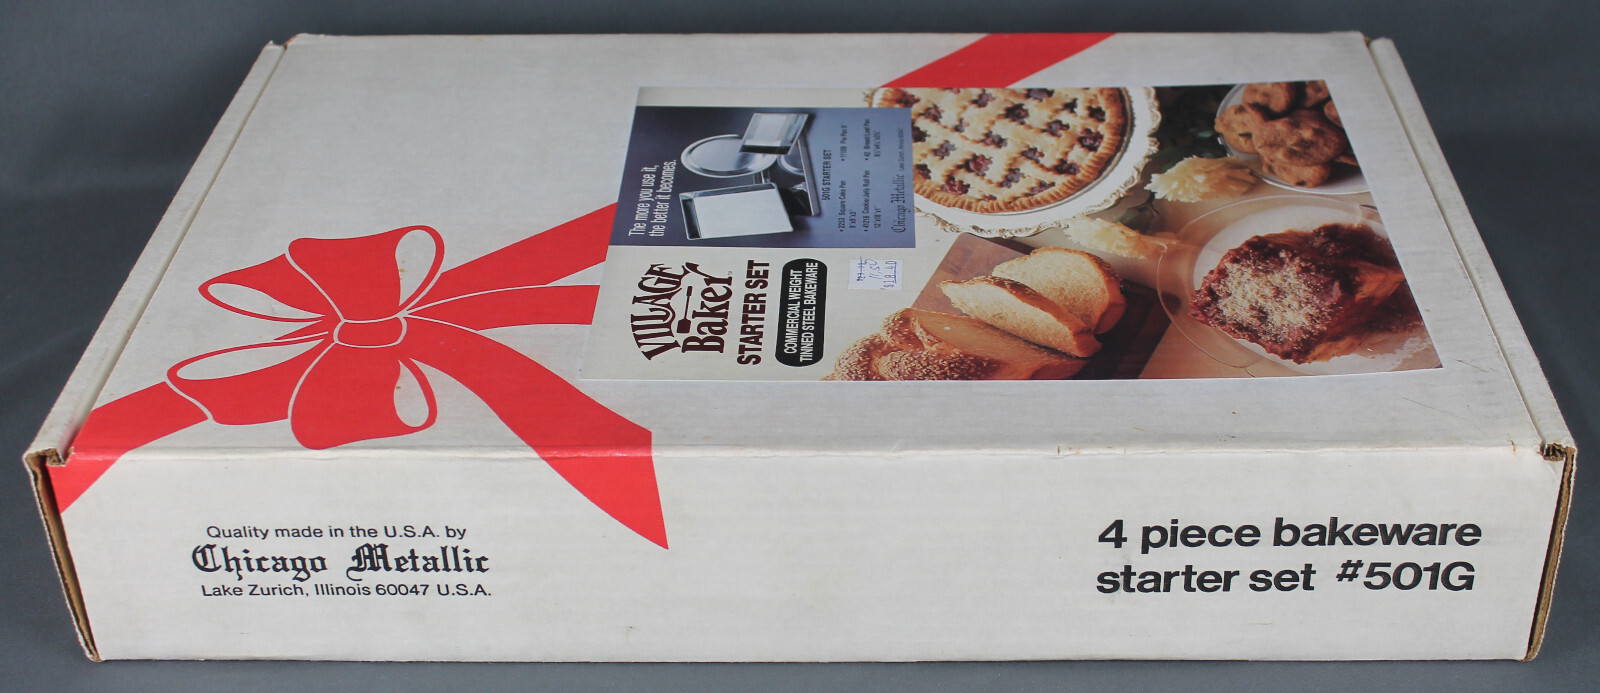 The more you use it,
the better it becomes.
501G STARTER SET
Chicago Metallic
VILLAGE
Baker
STARTER SET
COMMERCIAL WEIGHT
TINNED STEEL BAKEWARE
11.50
Quality made in the U.S.A. by
Chicago Metallic
Lake Zurich, Illinois 60047 U.S.A.
4 piece bakeware
starter set #501G